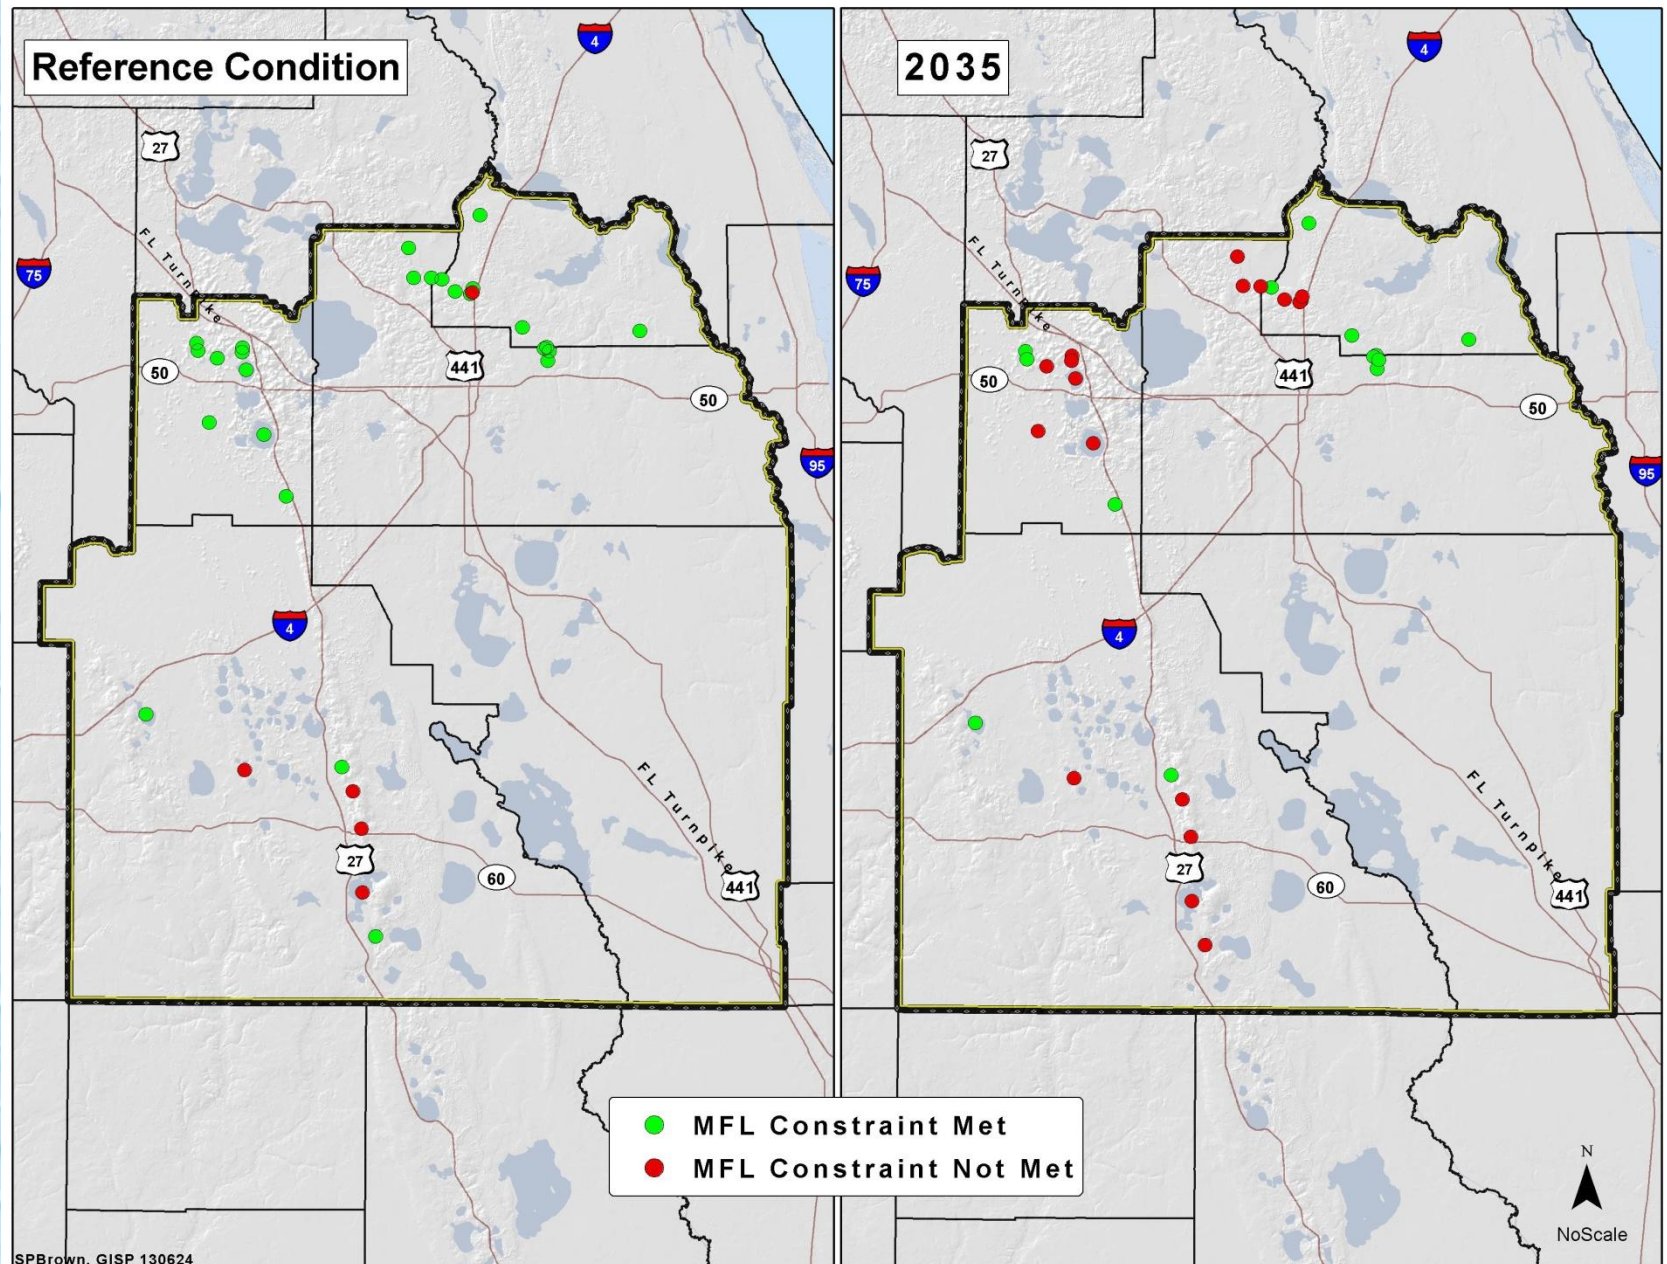 Reference Condition
4
27
FL Turnpike
75
50
441
50
95
4
27
60
FL Turnpike
441
SPBrown, GISP 130624
2035
4
27
FL Turnpike
75
50
441
50
95
4
27
60
FL Turnpike
441
MFL Constraint Met
MFL Constraint Not Met
N
NoScale